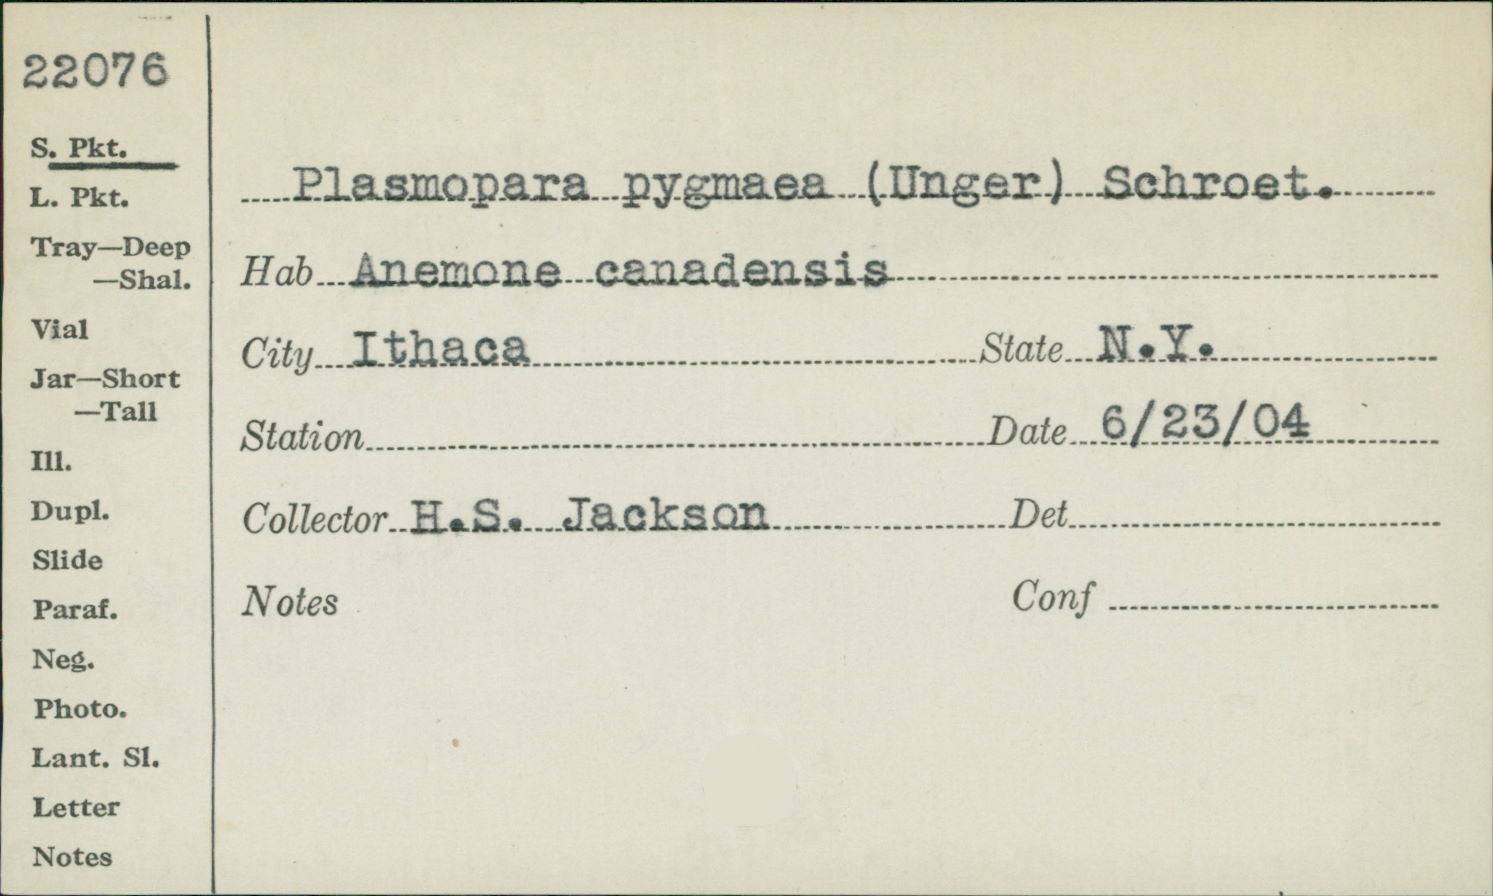 22076
S. Pkt.
L. Pkt.
Tray—Deep
—Shal.
Vial
Jar—Short
—Tall
Ill.
Dupl.
Slide
Paraf.
Neg.
Photo.
Lant. Sl.
Letter
Notes
Plasmopara pygmaea (Unger) Schroet.
Hab Anemone canadensis
City Ithaca State N.Y.
Station Date 6/23/04
Collector H.S. Jackson Det
Notes Conf